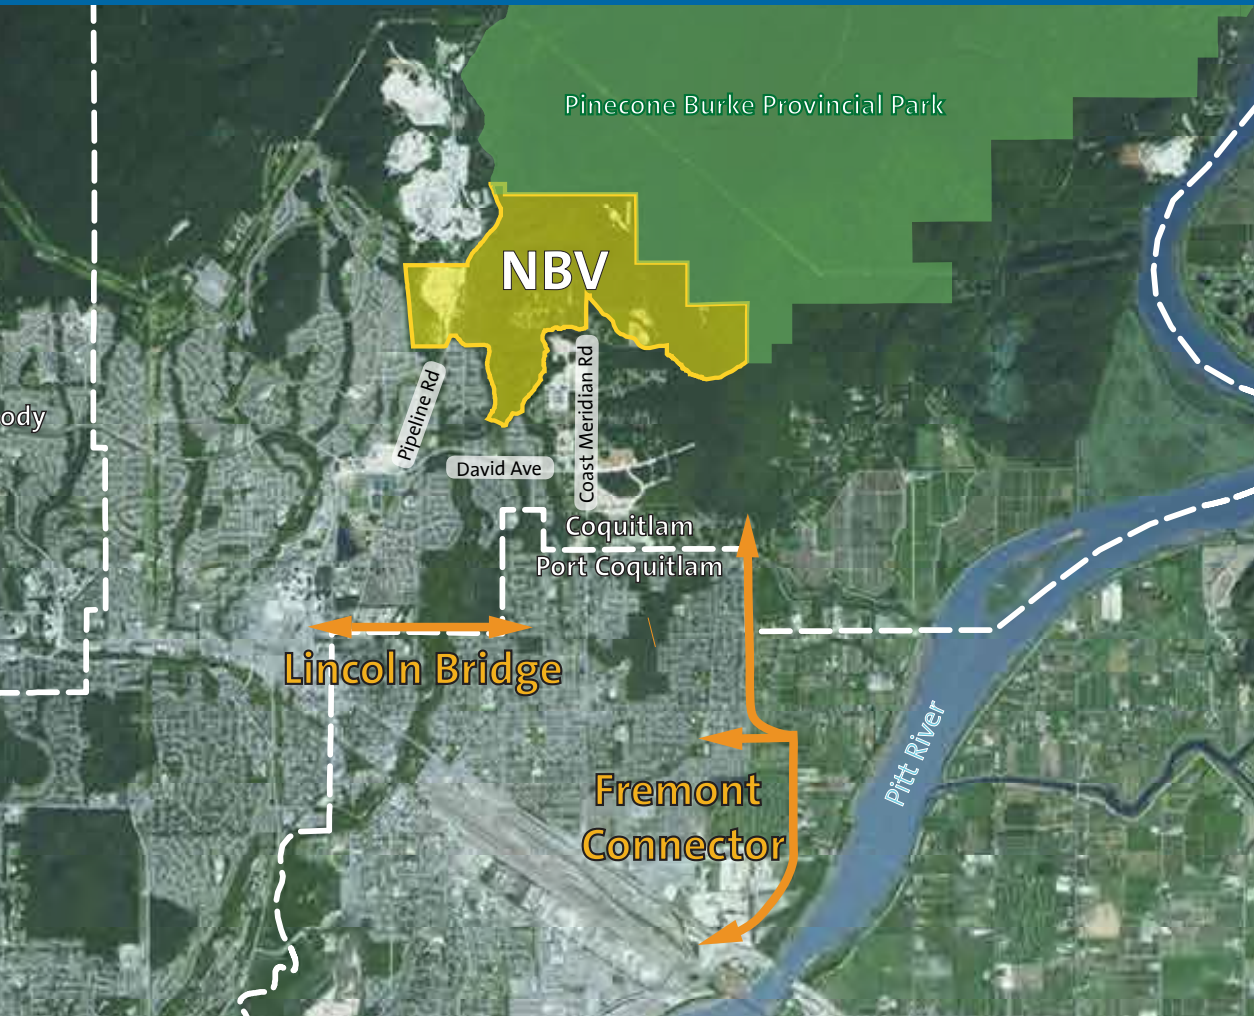 Pinecone Burke Provincial Park
NBV
ody
Pipeline Rd
Coast Meridian Rd
David Ave
Coquitlam
Port Coquitlam
Lincoln Bridge
Pitt River
Fremont
Connector